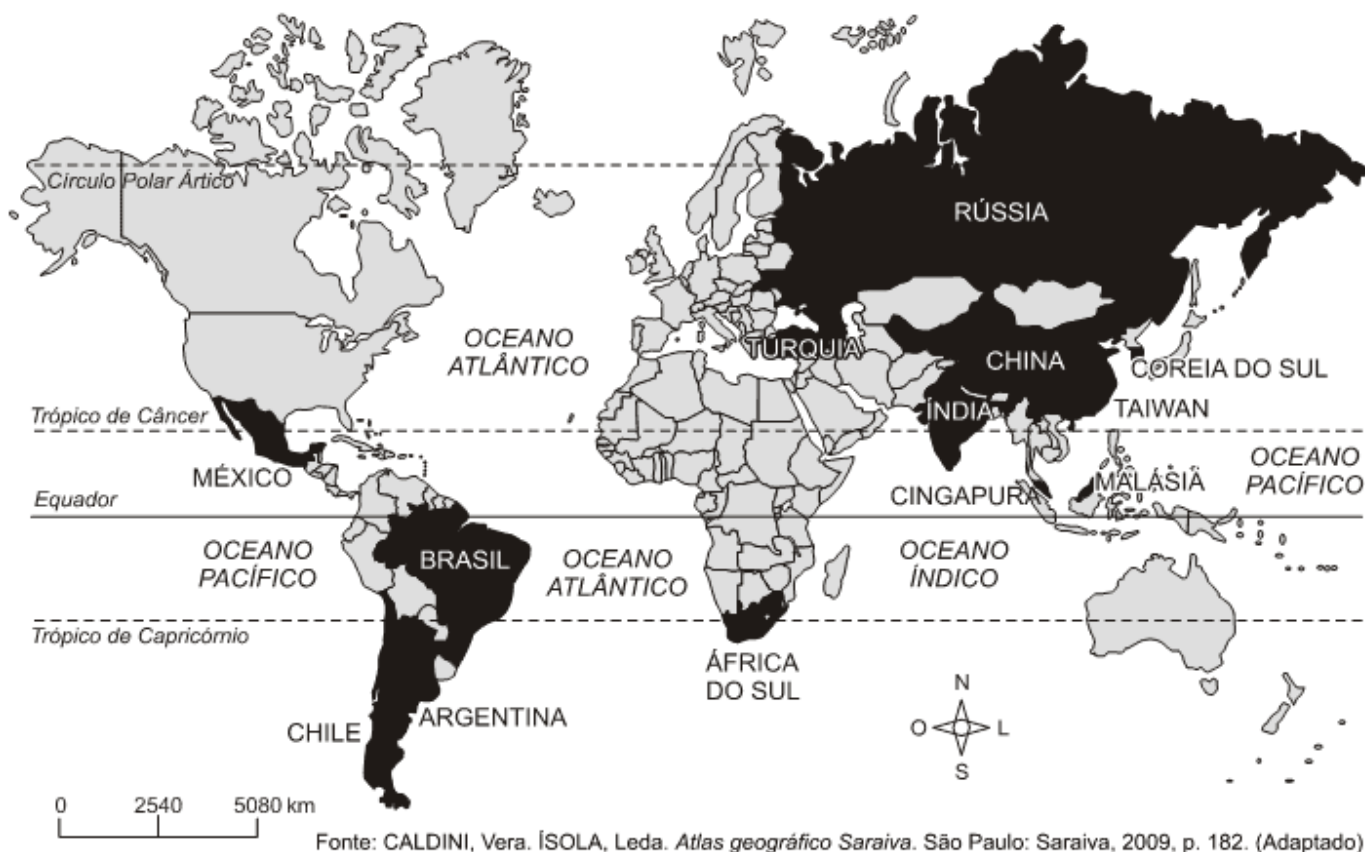 Círculo Polar Ártico
RÚSSIA
OCEANO
ATLÂNTICO
TURQUIA
CHINA
COREIA DO SUL
ÍNDIA
TAIWAN
Trópico de Câncer
MÉXICO
OCEANO
PACÍFICO
CINGAPURA
MALÁSIA
Equador
OCEANO
PACÍFICO
BRASIL
OCEANO
ATLÂNTICO
OCEANO
ÍNDICO
Trópico de Capricórnio
ÁFRICA
DO SUL
ARGENTINA
CHILE
N
O
L
S
0 2540 5080 km
Fonte: CALDINI, Vera. ÍSOLA, Leda. Atlas geográfico Saraiva. São Paulo: Saraiva, 2009, p. 182. (Adaptado)